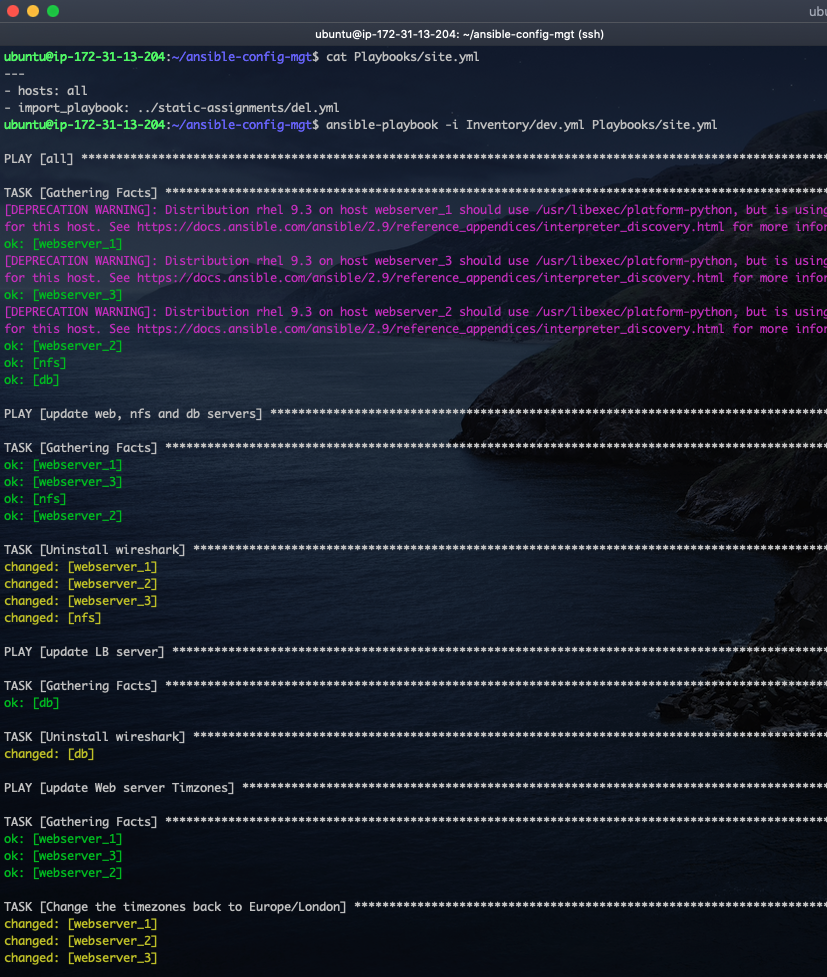 ubu
ubuntu@ip-172-31-13-204: ~/ansible-config-mgt (ssh)
ubuntu@ip-172-31-13-204:~/ansible-config-mgt$ cat Playbooks/site.yml
---
- hosts: all
- import_playbook: ../static-assignments/del.yml
ubuntu@ip-172-31-13-204:~/ansible-config-mgt$ ansible-playbook -i Inventory/dev.yml Playbooks/site.yml
PLAY [all] ************************************************************************************
TASK [Gathering Facts] ************************************************************************
[DEPRECATION WARNING]: Distribution rhel 9.3 on host webserver_1 should use /usr/libexec/platform-python, but is using
for this host. See https://docs.ansible.com/ansible/2.9/reference_appendices/interpreter_discovery.html for more infor
ok: [webserver_1]
[DEPRECATION WARNING]: Distribution rhel 9.3 on host webserver_3 should use /usr/libexec/platform-python, but is using
for this host. See https://docs.ansible.com/ansible/2.9/reference_appendices/interpreter_discovery.html for more infor
ok: [webserver_3]
[DEPRECATION WARNING]: Distribution rhel 9.3 on host webserver_2 should use /usr/libexec/platform-python, but is using
for this host. See https://docs.ansible.com/ansible/2.9/reference_appendices/interpreter_discovery.html for more infor
ok: [webserver_2]
ok: [nfs]
ok: [db]
PLAY [update web, nfs and db servers] *********************************************************
TASK [Gathering Facts] ************************************************************************
ok: [webserver_1]
ok: [webserver_3]
ok: [nfs]
ok: [webserver_2]
TASK [Uninstall wireshark] ********************************************************************
changed: [webserver_1]
changed: [webserver_2]
changed: [webserver_3]
changed: [nfs]
PLAY [update LB server] ***********************************************************************
TASK [Gathering Facts] ************************************************************************
ok: [db]
TASK [Uninstall wireshark] ********************************************************************
changed: [db]
PLAY [update Web server Timzones] *************************************************************
TASK [Gathering Facts] ************************************************************************
ok: [webserver_1]
ok: [webserver_3]
ok: [webserver_2]
TASK [Change the timezones back to Europe/London] *********************************************
changed: [webserver_1]
changed: [webserver_2]
changed: [webserver_3]